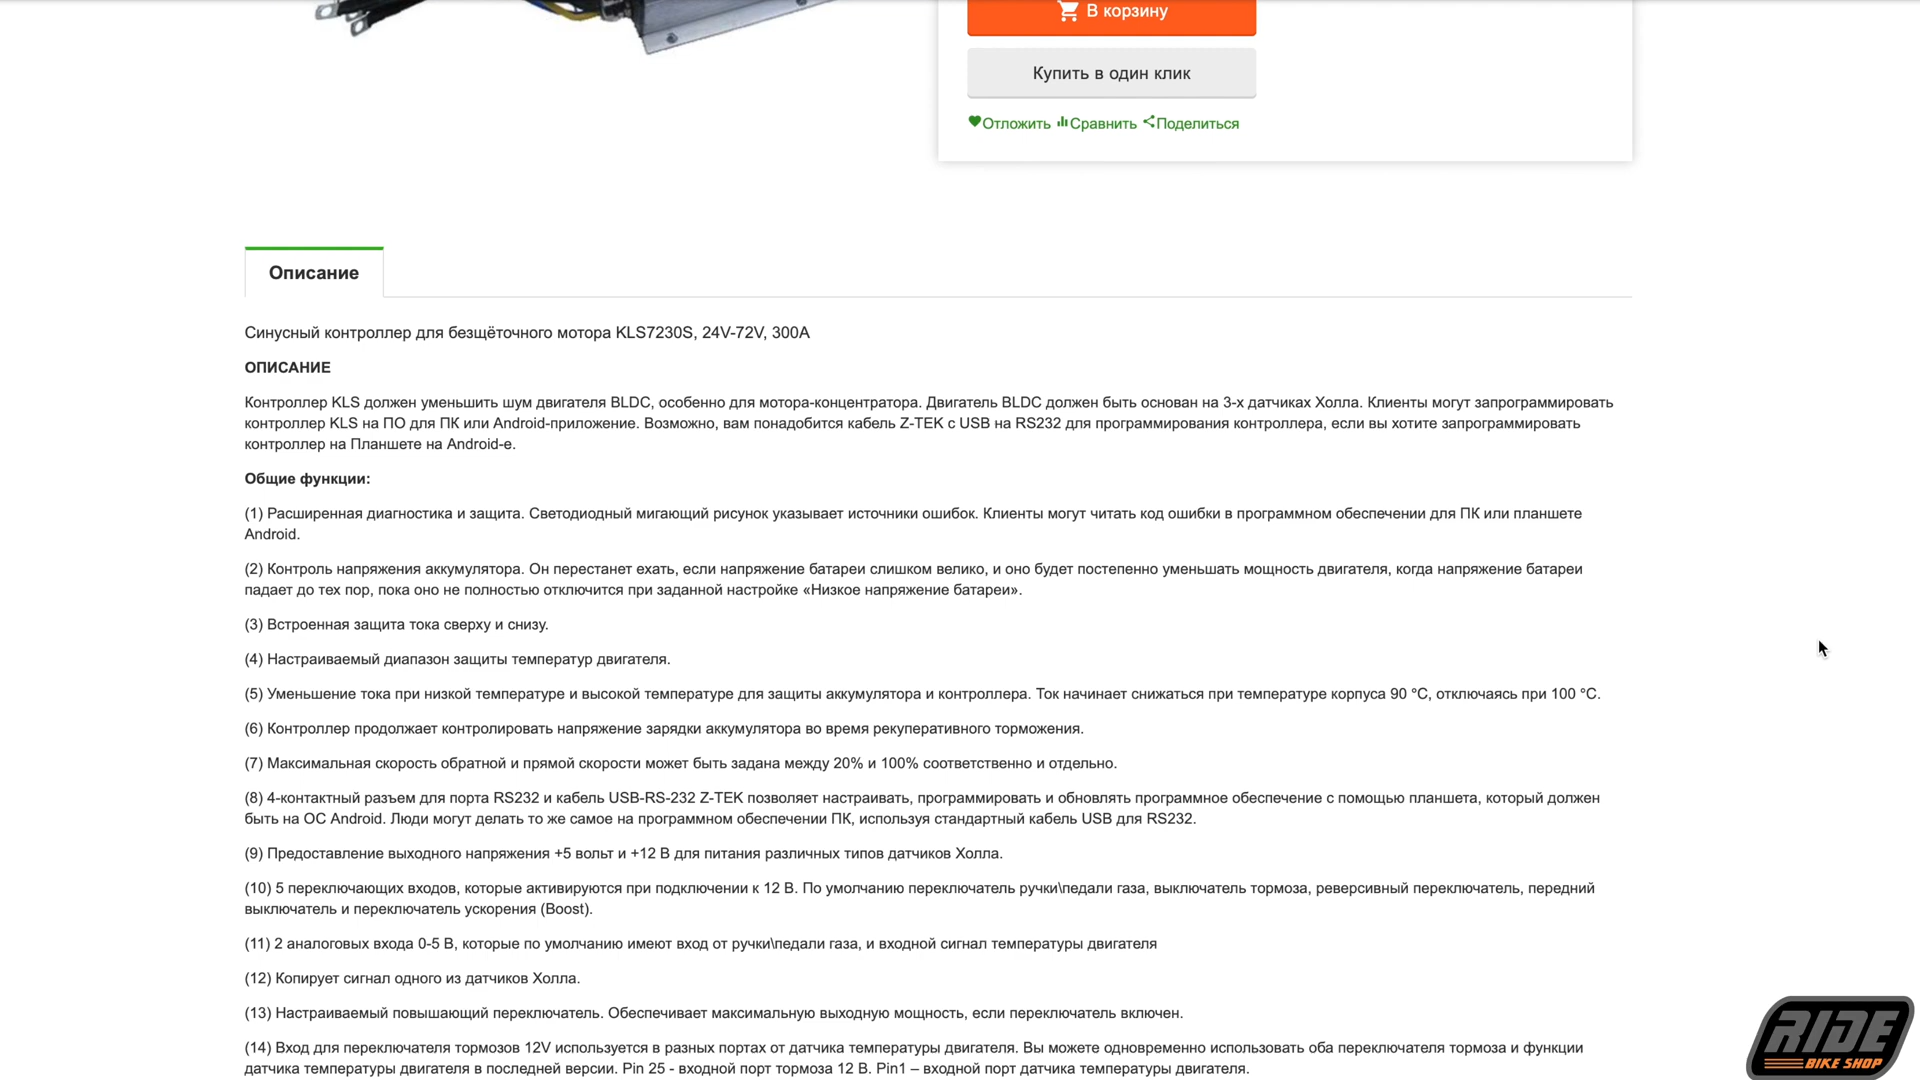 В корзину
Купить в один клик
Отложить Сравнить Поделиться
Описание
Синусный контроллер для безщёточного мотора KLS7230S, 24V-72V, 300A
ОПИСАНИЕ
Контроллер KLS должен уменьшить шум двигателя BLDC, особенно для мотора-концентратора. Двигатель BLDC должен быть основан на 3-х датчиках Холла. Клиенты могут запрограммировать
контроллер KLS на ПО для ПК или Android-приложение. Возможно, вам понадобится кабель Z-TEK с USB на RS232 для программирования контроллера, если вы хотите запрограммировать
контроллер на Планшете на Android-е.
Общие функции:
(1) Расширенная диагностика и защита. Светодиодный мигающий рисунок указывает источники ошибок. Клиенты могут читать код ошибки в программном обеспечении для ПК или планшете
Android.
(2) Контроль напряжения аккумулятора. Он перестанет ехать, если напряжение батареи слишком велико, и оно будет постепенно уменьшать мощность двигателя, когда напряжение батареи
падает до тех пор, пока оно не полностью отключится при заданной настройке «Низкое напряжение батареи».
(3) Встроенная защита тока сверху и снизу.
(4) Настраиваемый диапазон защиты температур двигателя.
(5) Уменьшение тока при низкой температуре и высокой температуре для защиты аккумулятора и контроллера. Ток начинает снижаться при температуре корпуса 90 °C, отключаясь при 100 °C.
(6) Контроллер продолжает контролировать напряжение зарядки аккумулятора во время рекуперативного торможения.
(7) Максимальная скорость обратной и прямой скорости может быть задана между 20% и 100% соответственно и отдельно.
(8) 4-контактный разъем для порта RS232 и кабель USB-RS-232 Z-TEK позволяет настраивать, программировать и обновлять программное обеспечение с помощью планшета, который должен
быть на ОС Android. Люди могут делать то же самое на программном обеспечении ПК, используя стандартный кабель USB для RS232.
(9) Предоставление выходного напряжения +5 вольт и +12 В для питания различных типов датчиков Холла.
(10) 5 переключающих входов, которые активируются при подключении к 12 В. По умолчанию переключатель ручки\педали газа, выключатель тормоза, реверсивный переключатель, передний
выключатель и переключатель ускорения (Boost).
(11) 2 аналоговых входа 0-5 В, которые по умолчанию имеют вход от ручки\педали газа, и входной сигнал температуры двигателя
(12) Копирует сигнал одного из датчиков Холла.
(13) Настраиваемый повышающий переключатель. Обеспечивает максимальную выходную мощность, если переключатель включен.
(14) Вход для переключателя тормозов 12V используется в разных портах от датчика температуры двигателя. Вы можете одновременно использовать оба переключателя тормоза и функции
датчика температуры двигателя в последней версии. Pin 25 - входной порт тормоза 12 В. Pin1 – входной порт датчика температуры двигателя.
RIDE
BIKE SHOP